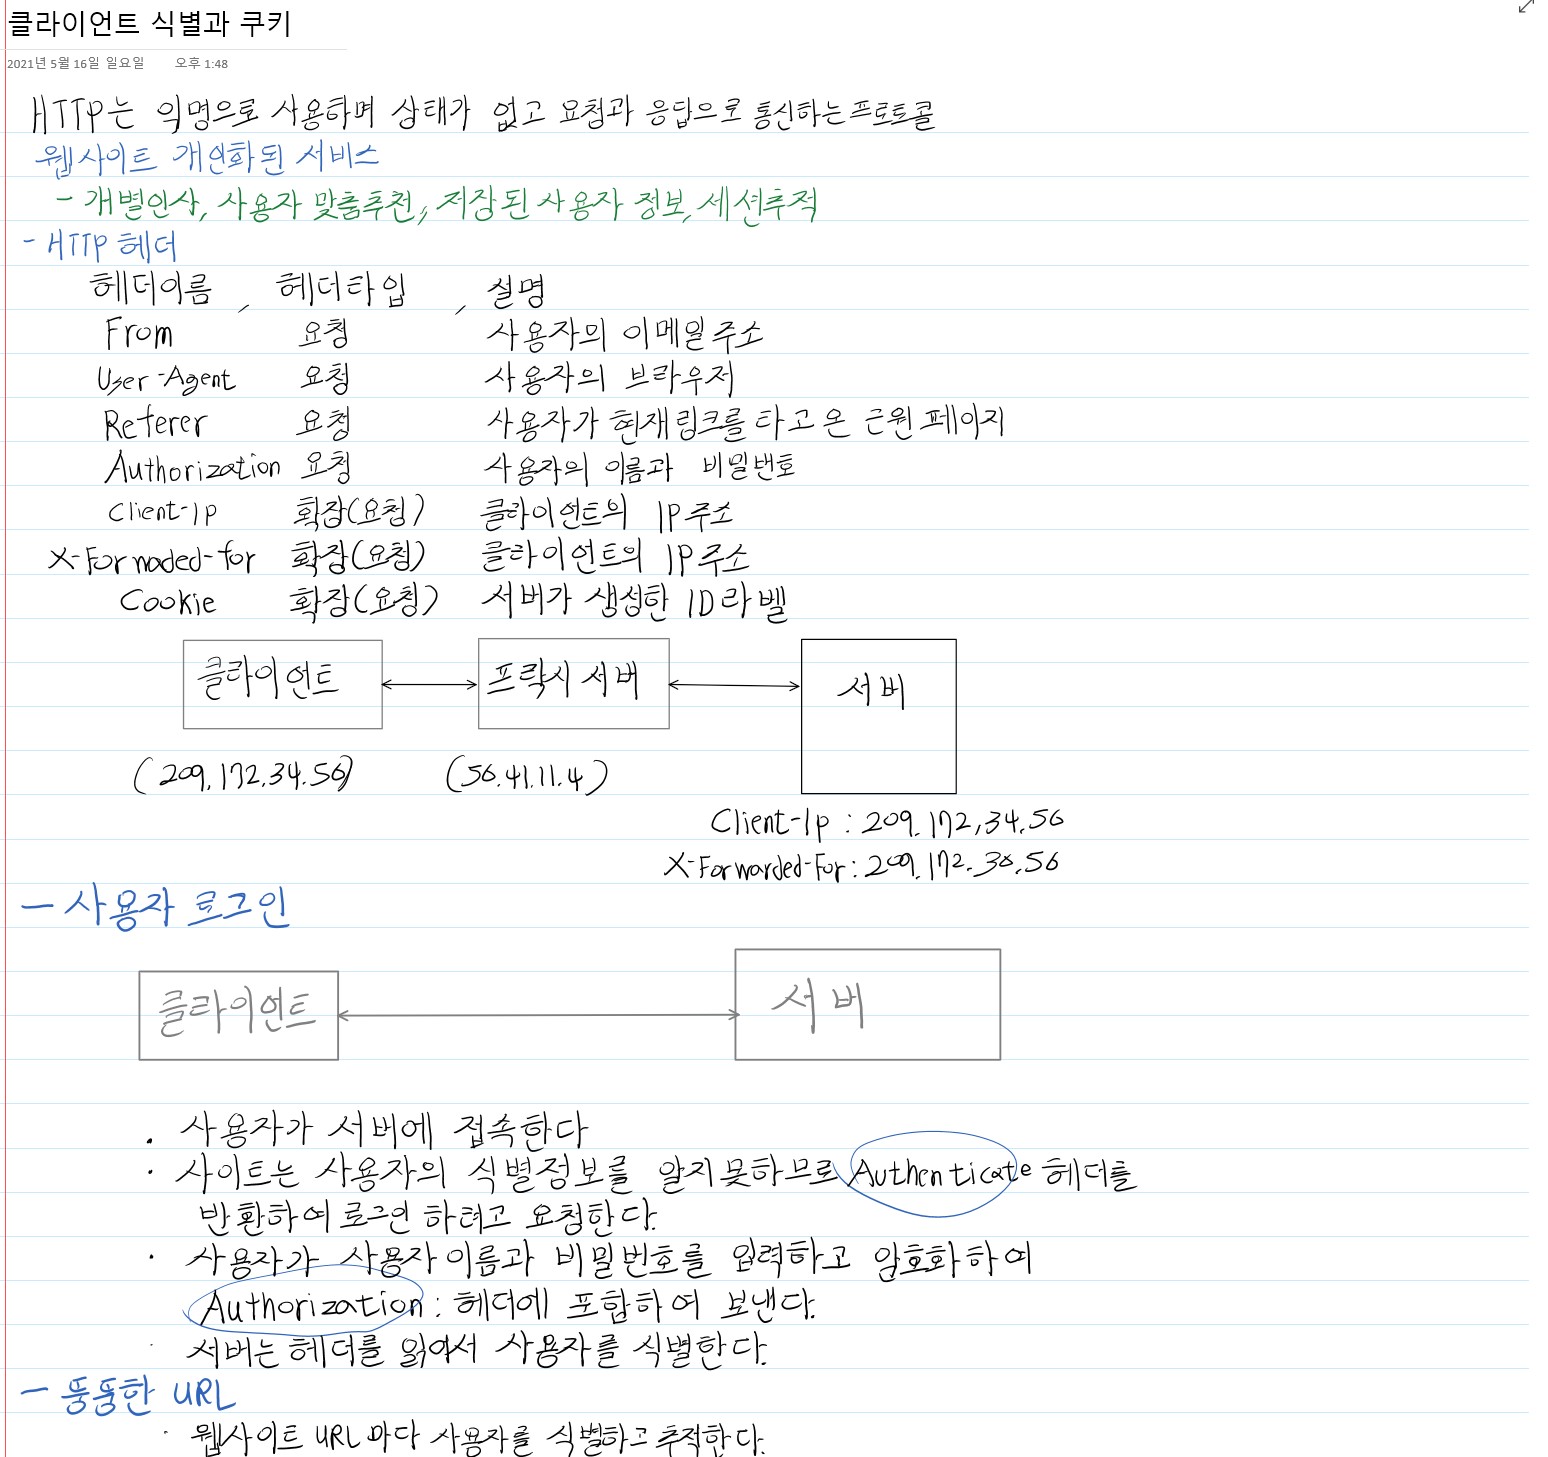 클라이언트 식별과 쿠키
2021년 5월 16일 일요일 오후 1:48
HTTP는 익명으로 사용하며 상태가 없고 요청과 응답으로 통신하는 프로토콜
웹사이트 개인화된 서비스
- 개별인사, 사용자 맞춤추천, 저장된 사용자 정보, 세션추적
- HTTP 헤더
헤더이름, 헤더타입, 설명
From 요청 사용자의 이메일주소
User-Agent 요청 사용자의 브라우저
Referer 요청 사용자가 현재링크를 타고 온 근원 페이지
Authorization 요청 사용자의 이름과 비밀번호
Client-Ip 확장(요청) 클라이언트의 IP주소
X-Forwaded-for 확장(요청) 클라이언트의 IP주소
Cookie 확장(요청) 서버가 생성한 ID라벨
클라이언트 프락시 서버 서버
(209.172.34.56) (56.41.11.4)
Client-Ip : 209.172,34.56
X-Forwarded-For: 209.172.36.56
- 사용자 로그인
클라이언트 서버
· 사용자가 서버에 접속한다
· 사이트는 사용자의 식별정보를 알지못하므로 Authenticate 헤더를
반환하여 로그인 하려고 요청한다.
· 사용자가 사용자이름과 비밀번호를 입력하고 암호화하여
Authorization: 헤더에 포함하여 보낸다.
· 서버는 헤더를 읽어서 사용자를 식별한다.
- 뚱뚱한 URL
· 웹사이트 URL마다 사용자를 식별하고 추적한다.